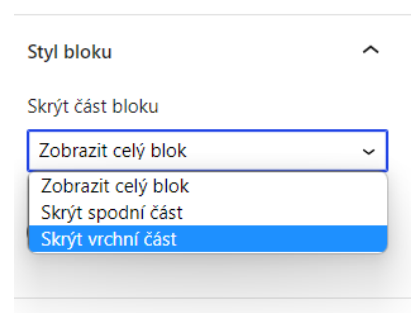 Styl bloku
Skrýt část bloku
Zobrazit celý blok
Zobrazit celý blok
Skrýt spodní část
Skrýt vrchní část